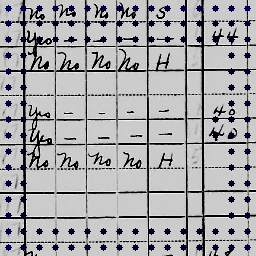 No No No No S
Yes — — — — 44
No No No No H
Yes — — — — 40
Yes — — — — 40
No No No No H